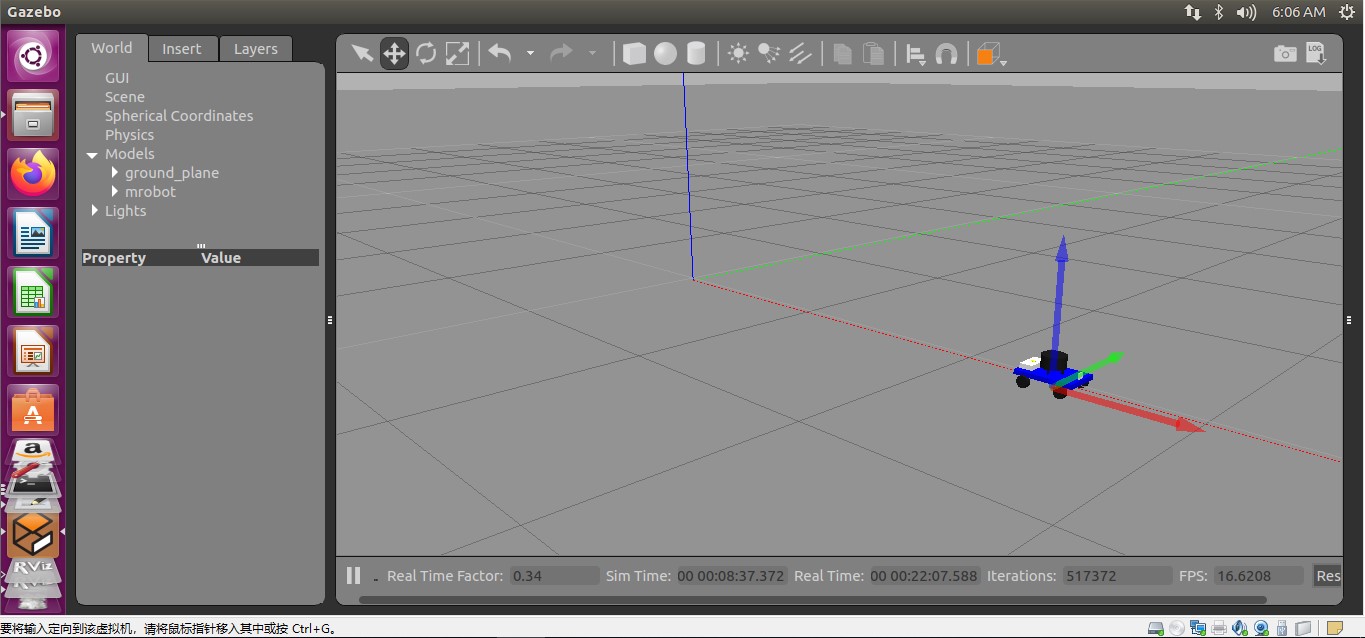 Gazebo
6:06 AM
World Insert Layers
LOG
GUI
Scene
Spherical Coordinates
Physics
Models
ground_plane
mrobot
Lights
Property Value
Real Time Factor: 0.34 Sim Time: 00 00:08:37.372 Real Time: 00 00:22:07.588 Iterations: 517372 FPS: 16.6208 Res
A
a
RViz
要将输入定向到该虚拟机，请将鼠标指针移入其中或按 Ctrl+G。